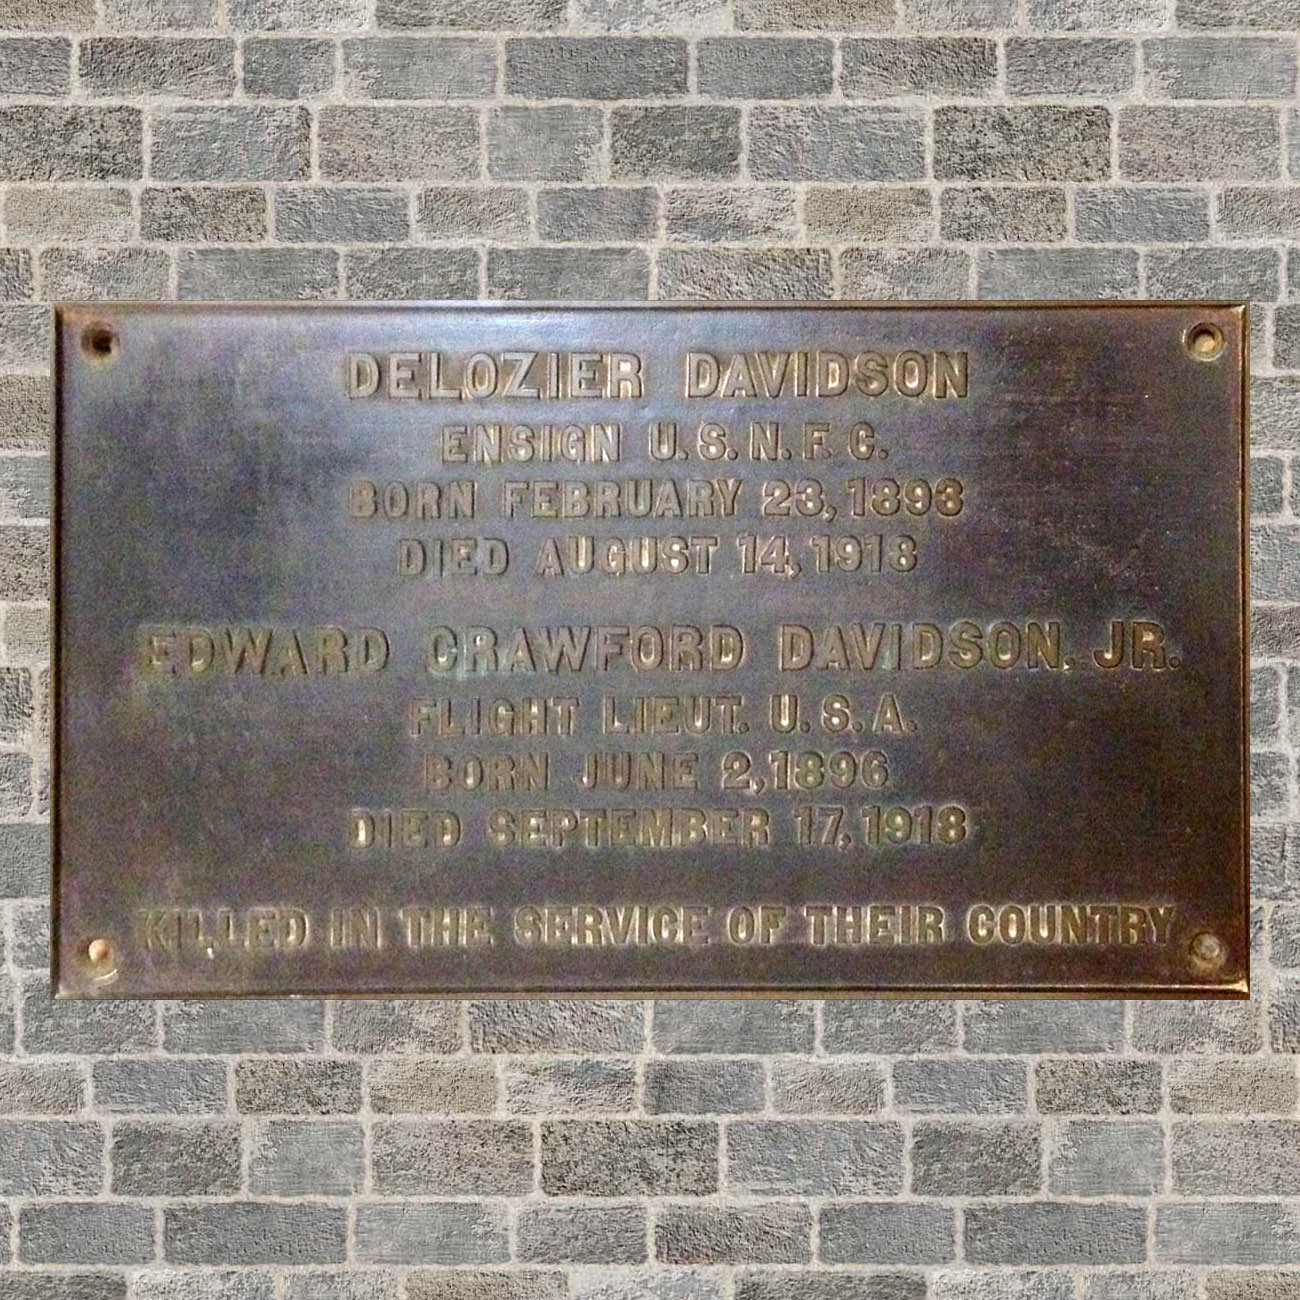 DELOZIER DAVIDSON
ENSIGN U.S.N.F.C.
BORN FEBRUARY 23, 1893
DIED AUGUST 14, 1918
EDWARD CRAWFORD DAVIDSON, JR.
FLIGHT LIEUT. U.S.A.
BORN JUNE 2, 1896
DIED SEPTEMBER 17, 1918
KILLED IN THE SERVICE OF THEIR COUNTRY